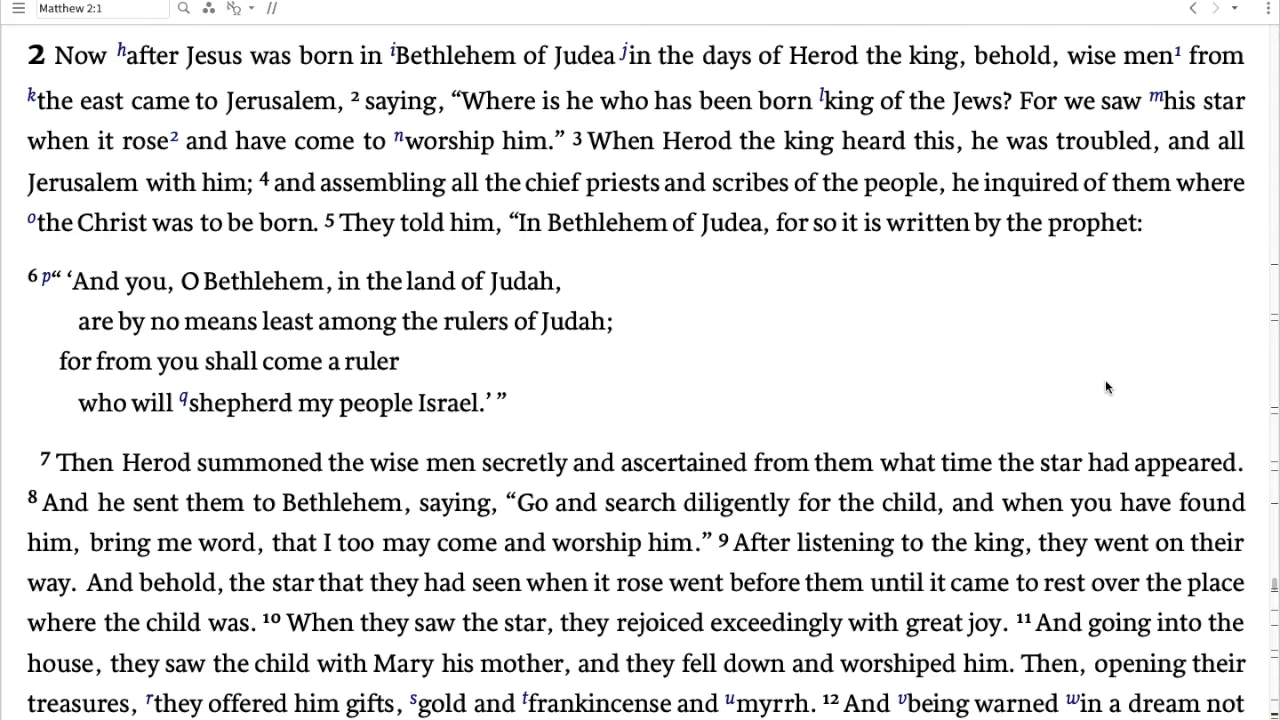 Matthew 2:1 //
2 Now hafter Jesus was born in iBethlehem of Judea jin the days of Herod the king, behold, wise men1 from
kthe east came to Jerusalem, 2 saying, “Where is he who has been born lking of the Jews? For we saw mhis star
when it rose2 and have come to nworship him.” 3 When Herod the king heard this, he was troubled, and all
Jerusalem with him; 4 and assembling all the chief priests and scribes of the people, he inquired of them where
othe Christ was to be born. 5 They told him, “In Bethlehem of Judea, for so it is written by the prophet:
6 p“ ‘And you, O Bethlehem, in the land of Judah,
are by no means least among the rulers of Judah;
for from you shall come a ruler
who will qshepherd my people Israel.’ ”
7 Then Herod summoned the wise men secretly and ascertained from them what time the star had appeared.
8 And he sent them to Bethlehem, saying, “Go and search diligently for the child, and when you have found
him, bring me word, that I too may come and worship him.” 9 After listening to the king, they went on their
way. And behold, the star that they had seen when it rose went before them until it came to rest over the place
where the child was. 10 When they saw the star, they rejoiced exceedingly with great joy. 11 And going into the
house, they saw the child with Mary his mother, and they fell down and worshiped him. Then, opening their
treasures, rthey offered him gifts, sgold and tfrankincense and umyrrh. 12 And vbeing warned win a dream not